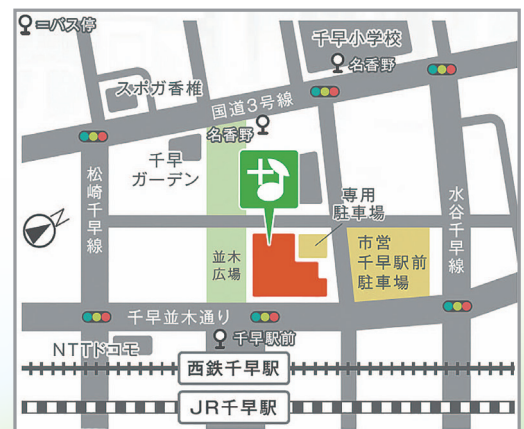 =バス停
千早小学校
名香野
スポガ香椎
国道3号線
名香野
千早
ガーデン
松崎千早線
専用
駐車場
水谷千早線
N
並木
広場
市営
千早駅前
駐車場
千早並木通り
千早駅前
NTTドコモ
西鉄千早駅
JR千早駅